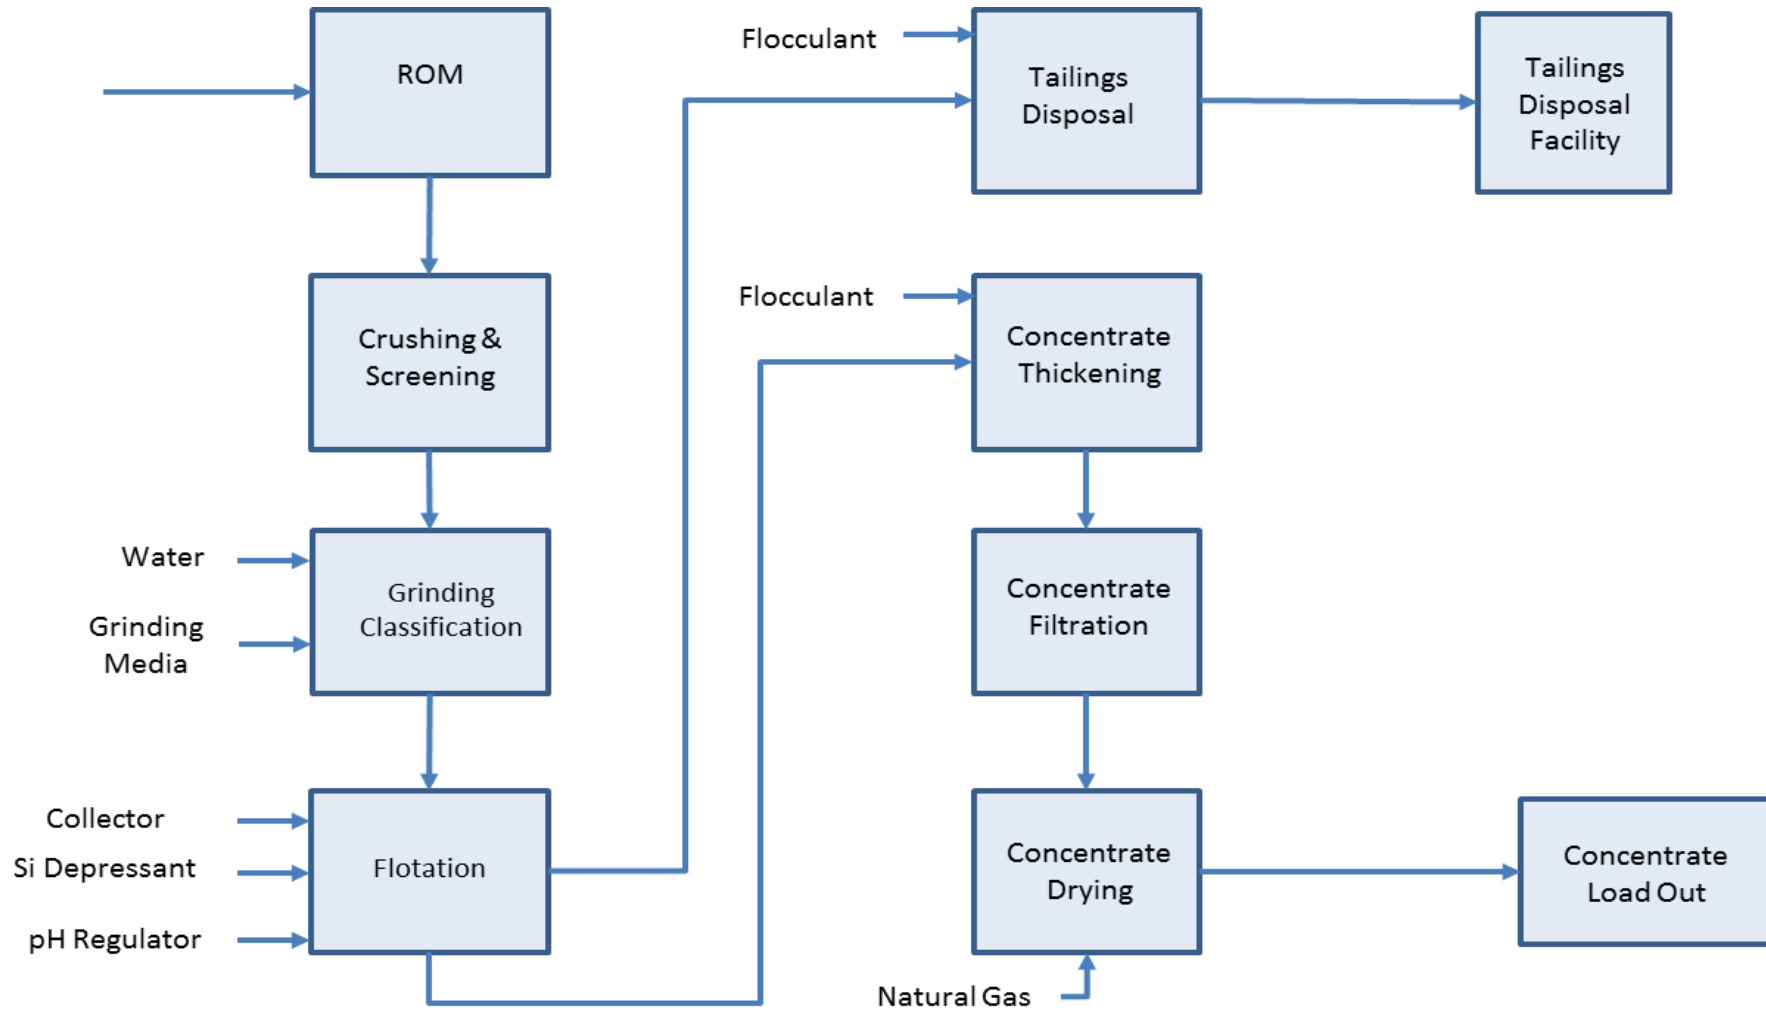 ROM
Crushing &
Screening
Water
Grinding
Media
Grinding
Classification
Collector
Si Depressant
pH Regulator
Flotation
Flocculant
Tailings
Disposal
Tailings
Disposal
Facility
Flocculant
Concentrate
Thickening
Concentrate
Filtration
Concentrate
Drying
Natural Gas
Concentrate
Load Out